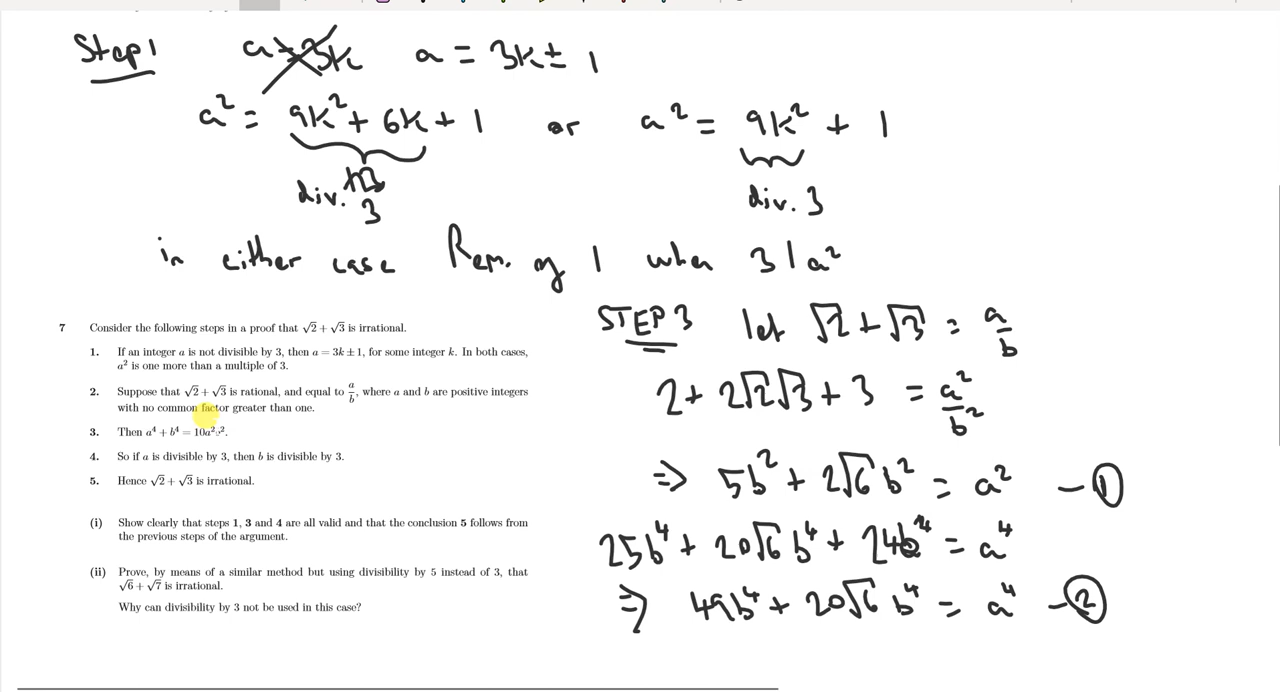 Step 1 a = 3k a = 3k ± 1
a² = 9k² + 6k + 1 or a² = 9k² + 1
div. 3 div. 3
in either case Rem. of 1 when 3 | a²
7 Consider the following steps in a proof that √2 + √3 is irrational.
1. If an integer a is not divisible by 3, then a = 3k ± 1, for some integer k. In both cases,
a² is one more than a multiple of 3.
2. Suppose that √2 + √3 is rational, and equal to a/b, where a and b are positive integers
with no common factor greater than one.
3. Then a⁴ + b⁴ = 10a²b².
4. So if a is divisible by 3, then b is divisible by 3.
5. Hence √2 + √3 is irrational.
(i) Show clearly that steps 1, 3 and 4 are all valid and that the conclusion 5 follows from
the previous steps of the argument.
(ii) Prove, by means of a similar method but using divisibility by 5 instead of 3, that
√6 + √7 is irrational.
Why can divisibility by 3 not be used in this case?
STEP 3 let √2 + √3 = a/b
2 + 2√2√3 + 3 = a²/b²
⇒ 5b² + 2√6 b² = a² — ①
25b⁴ + 20√6 b⁴ + 24b⁴ = a⁴
⇒ 49b⁴ + 20√6 b⁴ = a⁴ — ②